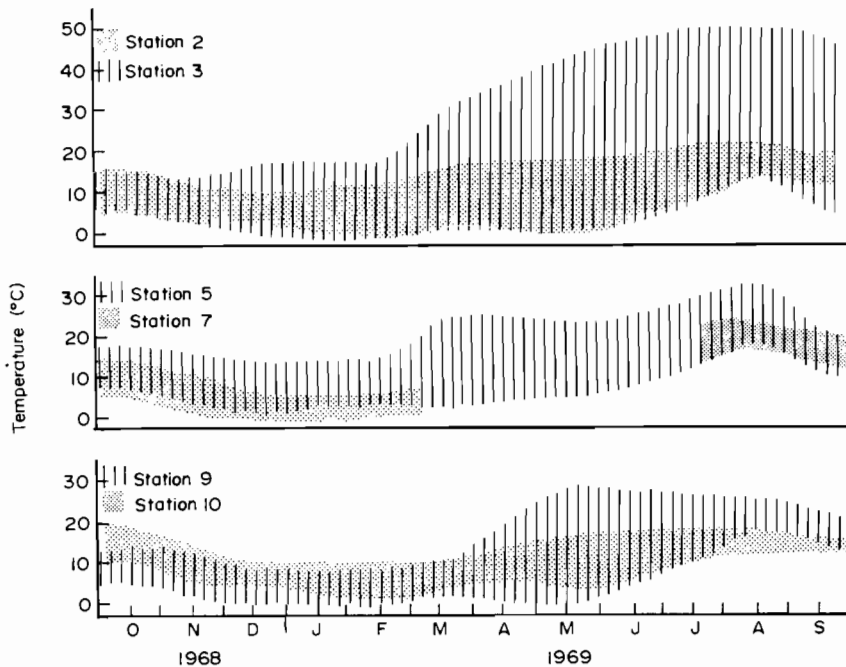 50
Station 2
40
Station 3
30
20
10
0
Temperature (°C)
30
Station 5
20
Station 7
10
0
30
Station 9
20
Station 10
10
0
O N D J F M A M J J A S
1968 1969